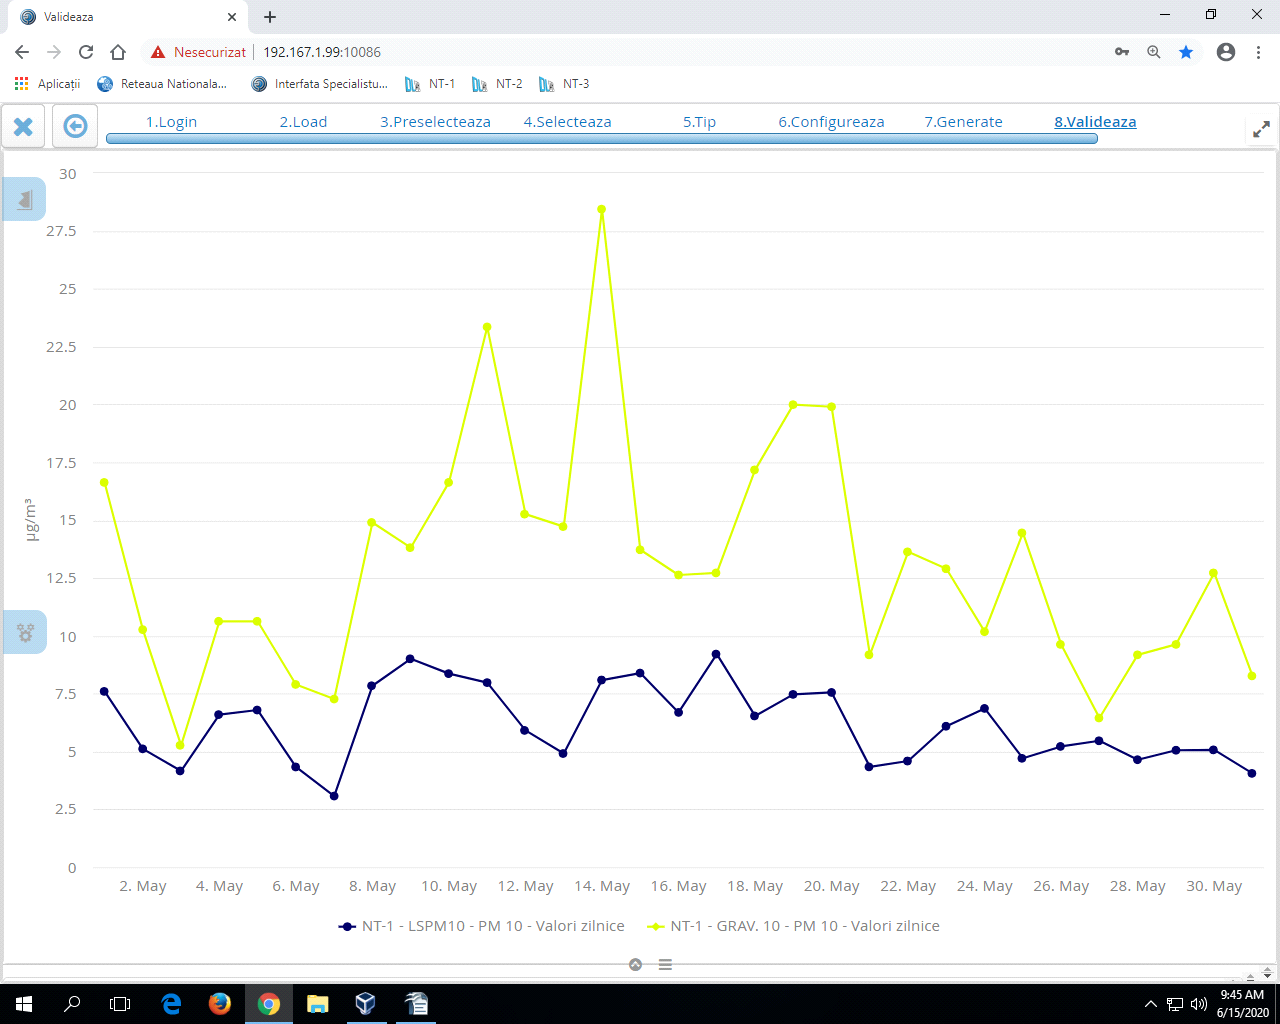 Valideaza
Nesecurizat 192.167.1.99:10086
Aplicații Reteaua Nationala... Interfata Specialistu... NT-1 NT-2 NT-3
1.Login 2.Load 3.Preselecteaza 4.Selecteaza 5.Tip 6.Configureaza 7.Generate 8.Valideaza
30
27.5
25
22.5
20
17.5
15
12.5
10
7.5
5
2.5
0
µg/m³
2. May 4. May 6. May 8. May 10. May 12. May 14. May 16. May 18. May 20. May 22. May 24. May 26. May 28. May 30. May
NT-1 - LSPM10 - PM 10 - Valori zilnice NT-1 - GRAV. 10 - PM 10 - Valori zilnice
9:45 AM
6/15/2020